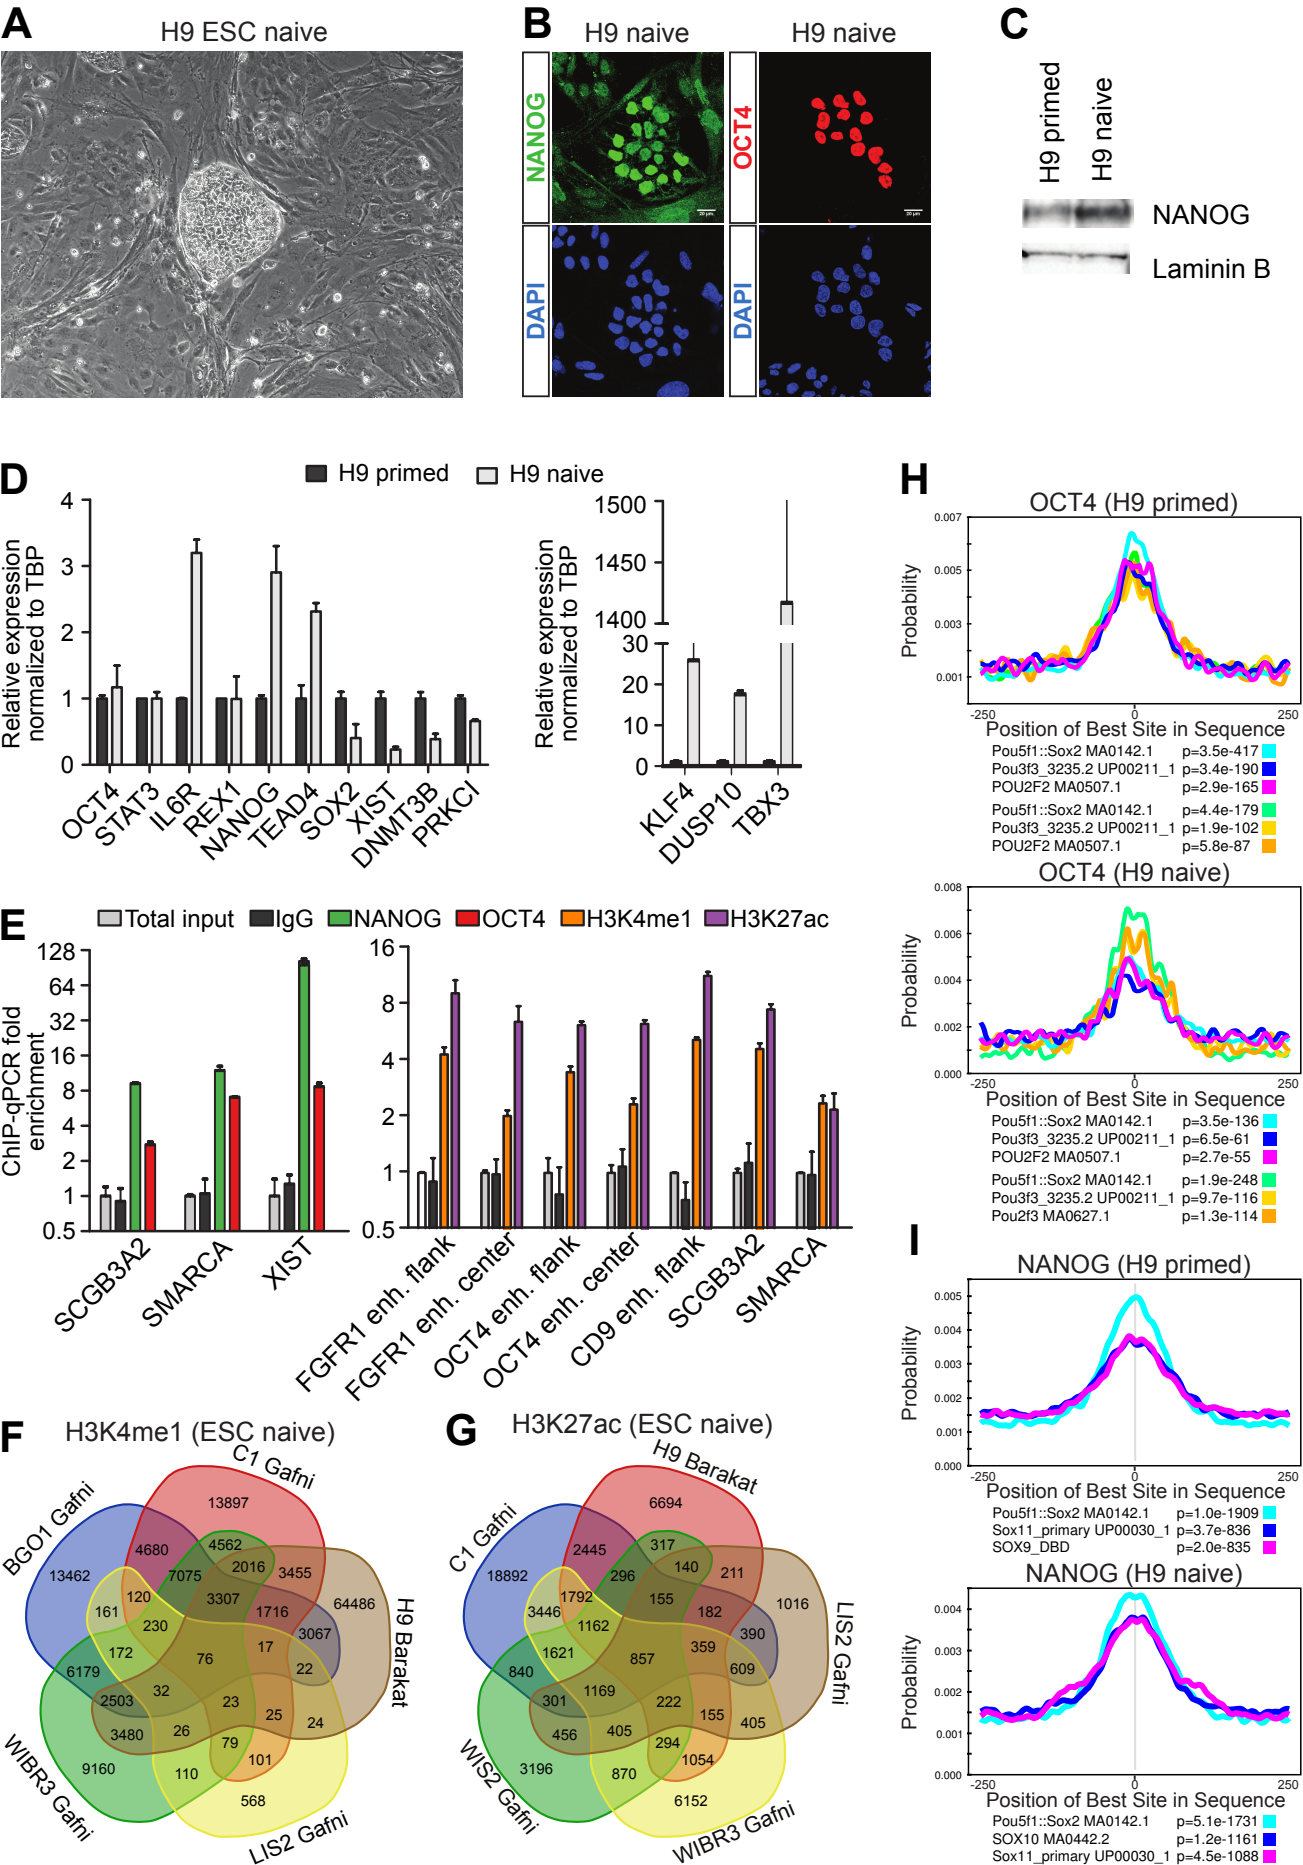 A
H9 ESC naive
B
H9 naive
H9 naive
NANOG
OCT4
20 µm
20 µm
DAPI
DAPI
C
H9 primed
H9 naive
NANOG
Laminin B
D
H9 primed
H9 naive
Relative expression
normalized to TBP
4
3
2
1
0
OCT4
STAT3
IL6R
REX1
NANOG
TEAD4
SOX2
XIST
DNMT3B
PRKCI
Relative expression
normalized to TBP
1500
1450
1400
30
20
10
0
KLF4
DUSP10
TBX3
E
Total input
IgG
NANOG
OCT4
H3K4me1
H3K27ac
ChIP-qPCR fold
enrichment
128
64
32
16
8
4
2
1
0.5
SCGB3A2
SMARCA
XIST
16
8
4
2
1
0.5
FGFR1 enh. flank
FGFR1 enh. center
OCT4 enh. flank
OCT4 enh. center
CD9 enh. flank
SCGB3A2
SMARCA
F
H3K4me1 (ESC naive)
C1 Gafni
BGO1 Gafni
H9 Barakat
WIBR3 Gafni
LIS2 Gafni
13897
4562
4680
2016
3455
7075
13462
120
3307
64486
161
1716
230
3067
172
17
76
22
6179
32
2503
23
25
24
3480
26
79
101
9160
110
568
G
H3K27ac (ESC naive)
H9 Barakat
C1 Gafni
LIS2 Gafni
WIS2 Gafni
WIBR3 Gafni
6694
317
2445
140
211
296
18892
1792
155
1016
3446
182
1162
390
359
1621
857
609
840
1169
301
222
155
405
456
405
294
1054
3196
870
6152
H
OCT4 (H9 primed)
Probability
0.007
0.005
0.003
0.001
-250
0
250
Position of Best Site in Sequence
Pou5f1::Sox2 MA0142.1 p=3.5e-417
Pou3f3_3235.2 UP00211_1 p=3.4e-190
POU2F2 MA0507.1 p=2.9e-165
Pou5f1::Sox2 MA0142.1 p=4.4e-179
Pou3f3_3235.2 UP00211_1 p=1.9e-102
POU2F2 MA0507.1 p=5.8e-87
OCT4 (H9 naive)
Probability
0.008
0.006
0.004
0.002
0.000
-250
0
250
Position of Best Site in Sequence
Pou5f1::Sox2 MA0142.1 p=3.5e-136
Pou3f3_3235.2 UP00211_1 p=6.5e-61
POU2F2 MA0507.1 p=2.7e-55
Pou5f1::Sox2 MA0142.1 p=1.9e-248
Pou3f3_3235.2 UP00211_1 p=9.7e-116
Pou2f3 MA0627.1 p=1.3e-114
I
NANOG (H9 primed)
Probability
0.005
0.004
0.003
0.002
0.001
0.000
-250
0
250
Position of Best Site in Sequence
Pou5f1::Sox2 MA0142.1 p=1.0e-1909
Sox11_primary UP00030_1 p=3.7e-836
SOX9_DBD p=2.0e-835
NANOG (H9 naive)
Probability
0.004
0.003
0.002
0.001
0.000
-250
0
250
Position of Best Site in Sequence
Pou5f1::Sox2 MA0142.1 p=5.1e-1731
SOX10 MA0442.2 p=1.2e-1161
Sox11_primary UP00030_1 p=4.5e-1088